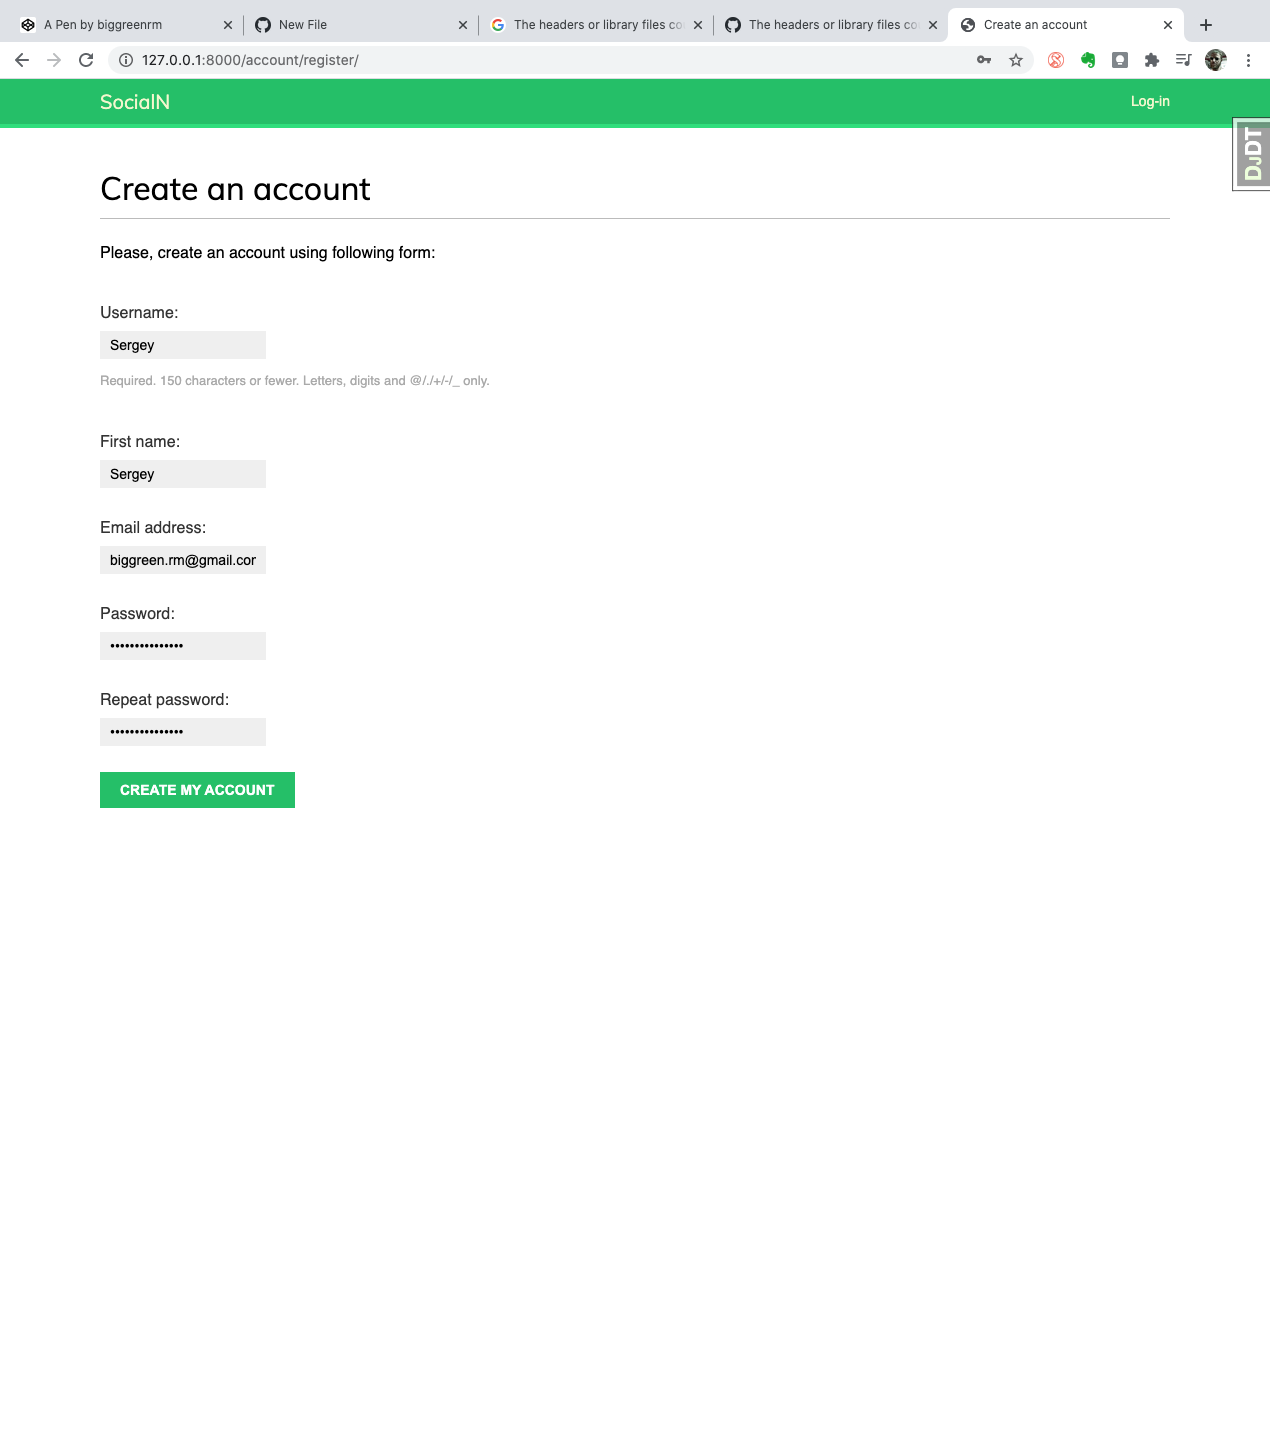 A Pen by biggreenrm
New File
The headers or library files co
The headers or library files co
Create an account
127.0.0.1:8000/account/register/
SocialN
Log-in
DJDT
Create an account
Please, create an account using following form:
Username:
Sergey
Required. 150 characters or fewer. Letters, digits and @/./+/-/_ only.
First name:
Sergey
Email address:
biggreen.rm@gmail.com
Password:
•••••••••••••••
Repeat password:
•••••••••••••••
CREATE MY ACCOUNT